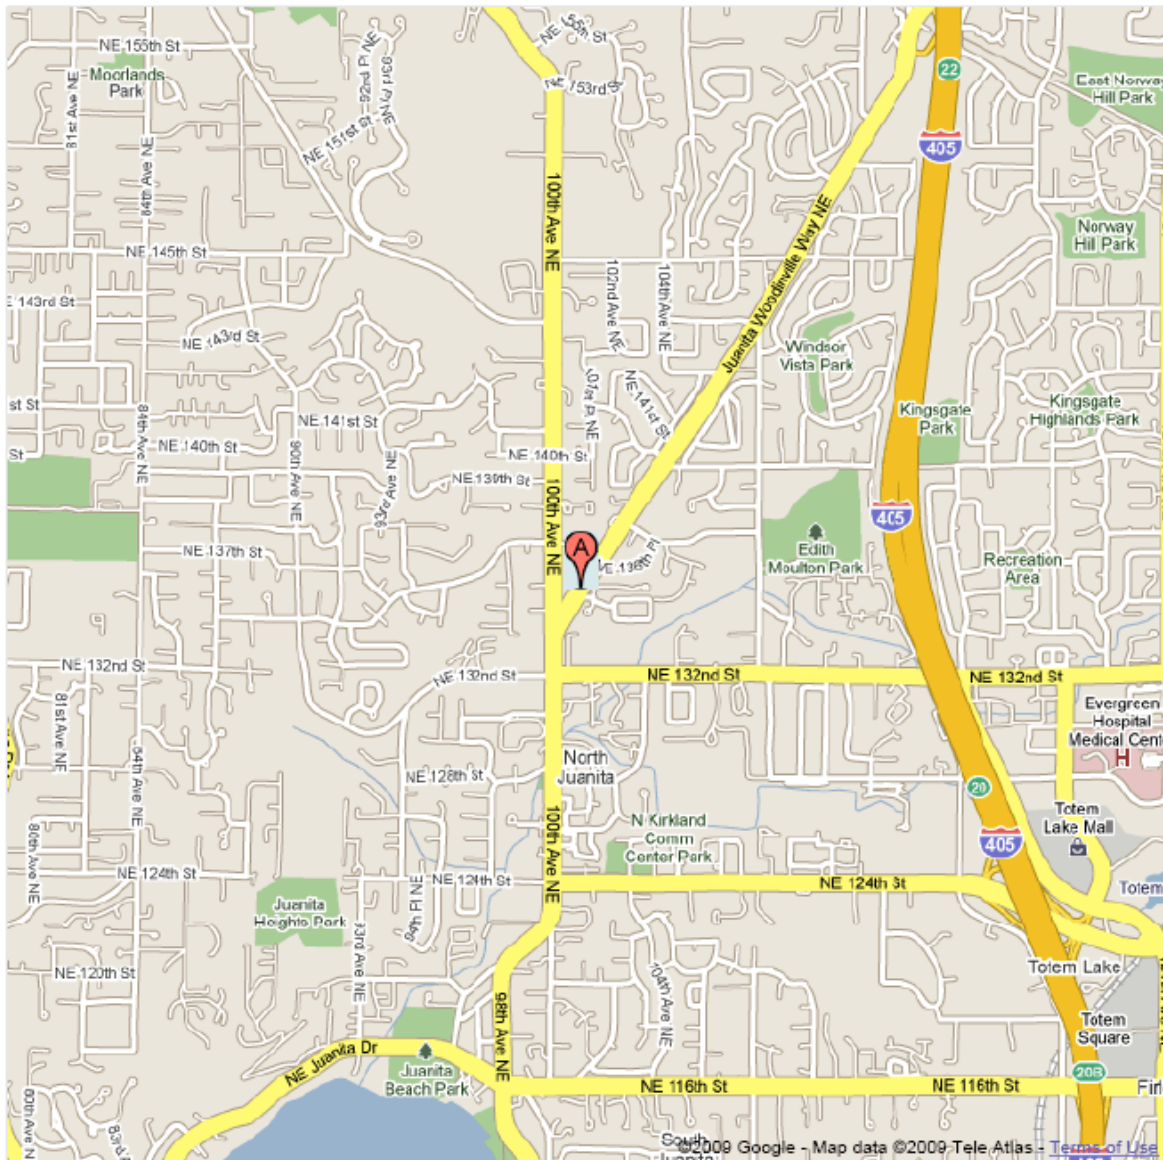 NE 155th St
NE 155th St
22
92nd Pl NE
93rd Pl NE
Moorlands
Park
NE 153rd St
East Norway
Hill Park
81st Ave NE
NE 151st St
405
84th Ave NE
100th Ave NE
Juanita Woodinville Way NE
Norway
Hill Park
NE 145th St
102nd Ave NE
104th Ave NE
E 143rd St
NE 143rd St
Windsor
Vista Park
NE 141st St
st St
84th Ave NE
NE 141st St
Kingsgate
Park
Kingsgate
Highlands Park
St
NE 140th St
90th Ave NE
93rd Ave NE
NE 140th St
NE 139th St
100th Ave NE
405
NE 137th St
A
NE 136th Pl
Edith
Moulton Park
Recreation
Area
NE 132nd St
NE 132nd St
NE 132nd St
NE 132nd St
81st Ave NE
84th Ave NE
Evergreen
Hospital
Medical Cent
H
North
Juanita
NE 128th St
20
100th Ave NE
80th Ave NE
N Kirkland
Comm
Center Park
Totem
Lake Mall
405
NE 124th St
NE 124th St
NE 124th St
Totem
Juanita
Heights Park
94th Pl NE
93rd Ave NE
NE 120th St
104th Ave NE
Totem Lake
98th Ave NE
Totem
Square
NE Juanita Dr
Juanita
Beach Park
20B
NE 116th St
NE 116th St
Firl
83rd
South
Juanita
©2009 Google - Map data ©2009 Tele Atlas - Terms of Use